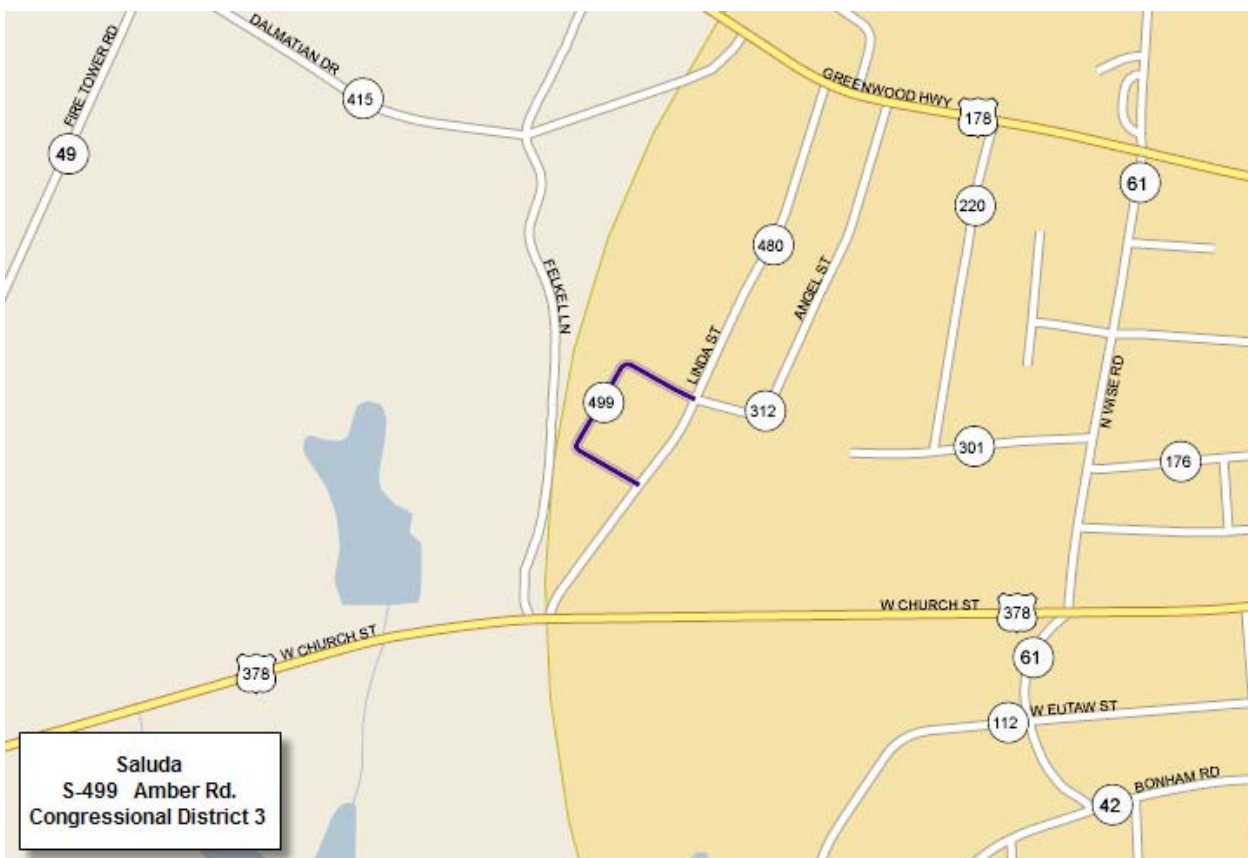 DALMATIAN DR
415
FIRE TOWER RD
49
GREENWOOD HWY
178
61
220
480
FELKEL LN
ANGEL ST
LINDA ST
499
312
N WISE RD
301
176
W CHURCH ST
378
W CHURCH ST
378
61
W EUTAW ST
112
BONHAM RD
42
Saluda
S-499 Amber Rd.
Congressional District 3